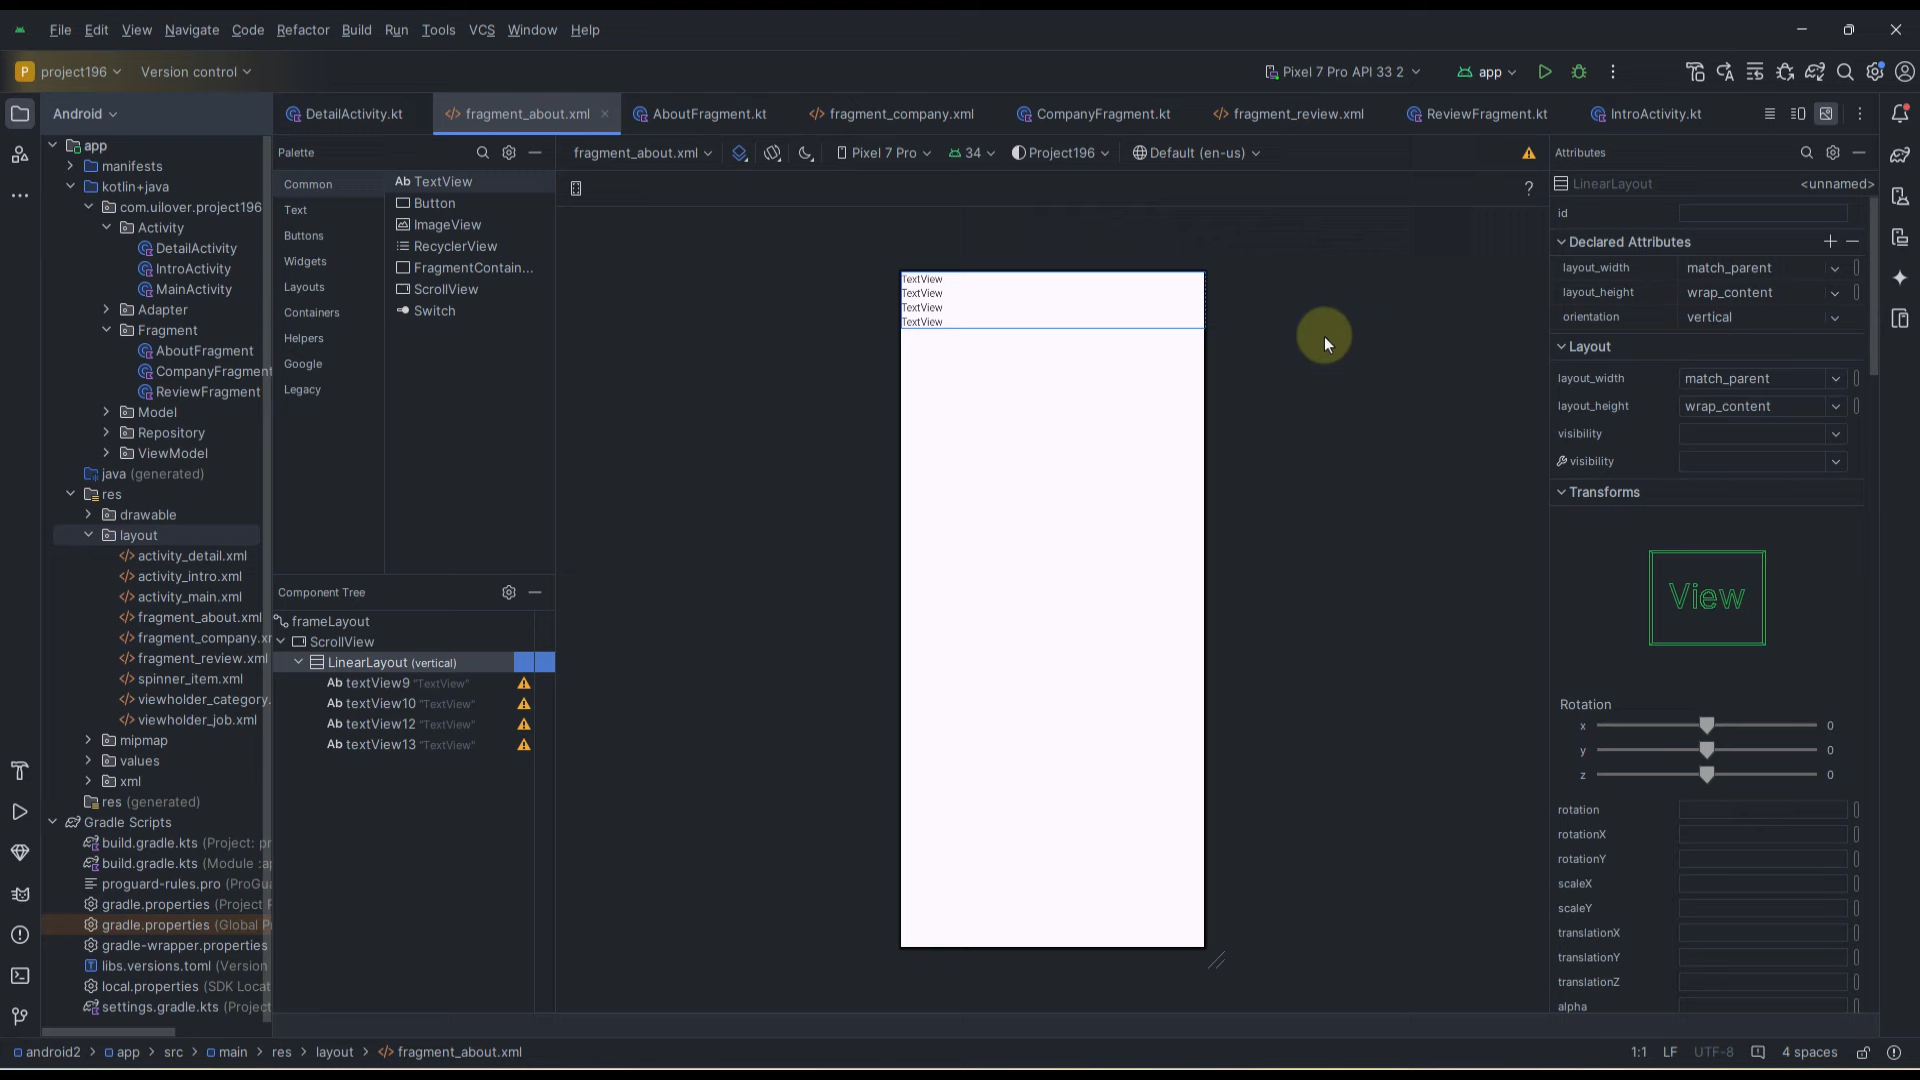 File Edit View Navigate Code Refactor Build Run Tools VCS Window Help
P project196 Version control Pixel 7 Pro API 33 2 app
Android
DetailActivity.kt fragment_about.xml AboutFragment.kt fragment_company.xml CompanyFragment.kt fragment_review.xml ReviewFragment.kt IntroActivity.kt
app
manifests
kotlin+java
com.uilover.project196
Activity
DetailActivity
IntroActivity
MainActivity
Adapter
Fragment
AboutFragment
CompanyFragment
ReviewFragment
Model
Repository
ViewModel
java (generated)
res
drawable
layout
activity_detail.xml
activity_intro.xml
activity_main.xml
fragment_about.xml
fragment_company.xr
fragment_review.xml
spinner_item.xml
viewholder_category.
viewholder_job.xml
mipmap
values
xml
res (generated)
Gradle Scripts
build.gradle.kts (Project: pr
build.gradle.kts (Module :ap
proguard-rules.pro (ProGua
gradle.properties (Project P
gradle.properties (Global P
gradle-wrapper.properties
libs.versions.toml (Version
local.properties (SDK Locat
settings.gradle.kts (Project
Palette
Common
Text
Buttons
Widgets
Layouts
Containers
Helpers
Google
Legacy
Ab TextView
Button
ImageView
RecyclerView
FragmentContain...
ScrollView
Switch
Component Tree
frameLayout
ScrollView
LinearLayout (vertical)
Ab textView9 "TextView"
Ab textView10 "TextView"
Ab textView12 "TextView"
Ab textView13 "TextView"
fragment_about.xml Pixel 7 Pro 34 Project196 Default (en-us)
?
TextView
TextView
TextView
TextView
Attributes
LinearLayout <unnamed>
id
Declared Attributes
layout_width match_parent
layout_height wrap_content
orientation vertical
Layout
layout_width match_parent
layout_height wrap_content
visibility
visibility
Transforms
View
Rotation
x 0
y 0
z 0
rotation
rotationX
rotationY
scaleX
scaleY
translationX
translationY
translationZ
alpha
android2 > app > src > main > res > layout > fragment_about.xml 1:1 LF UTF-8 4 spaces